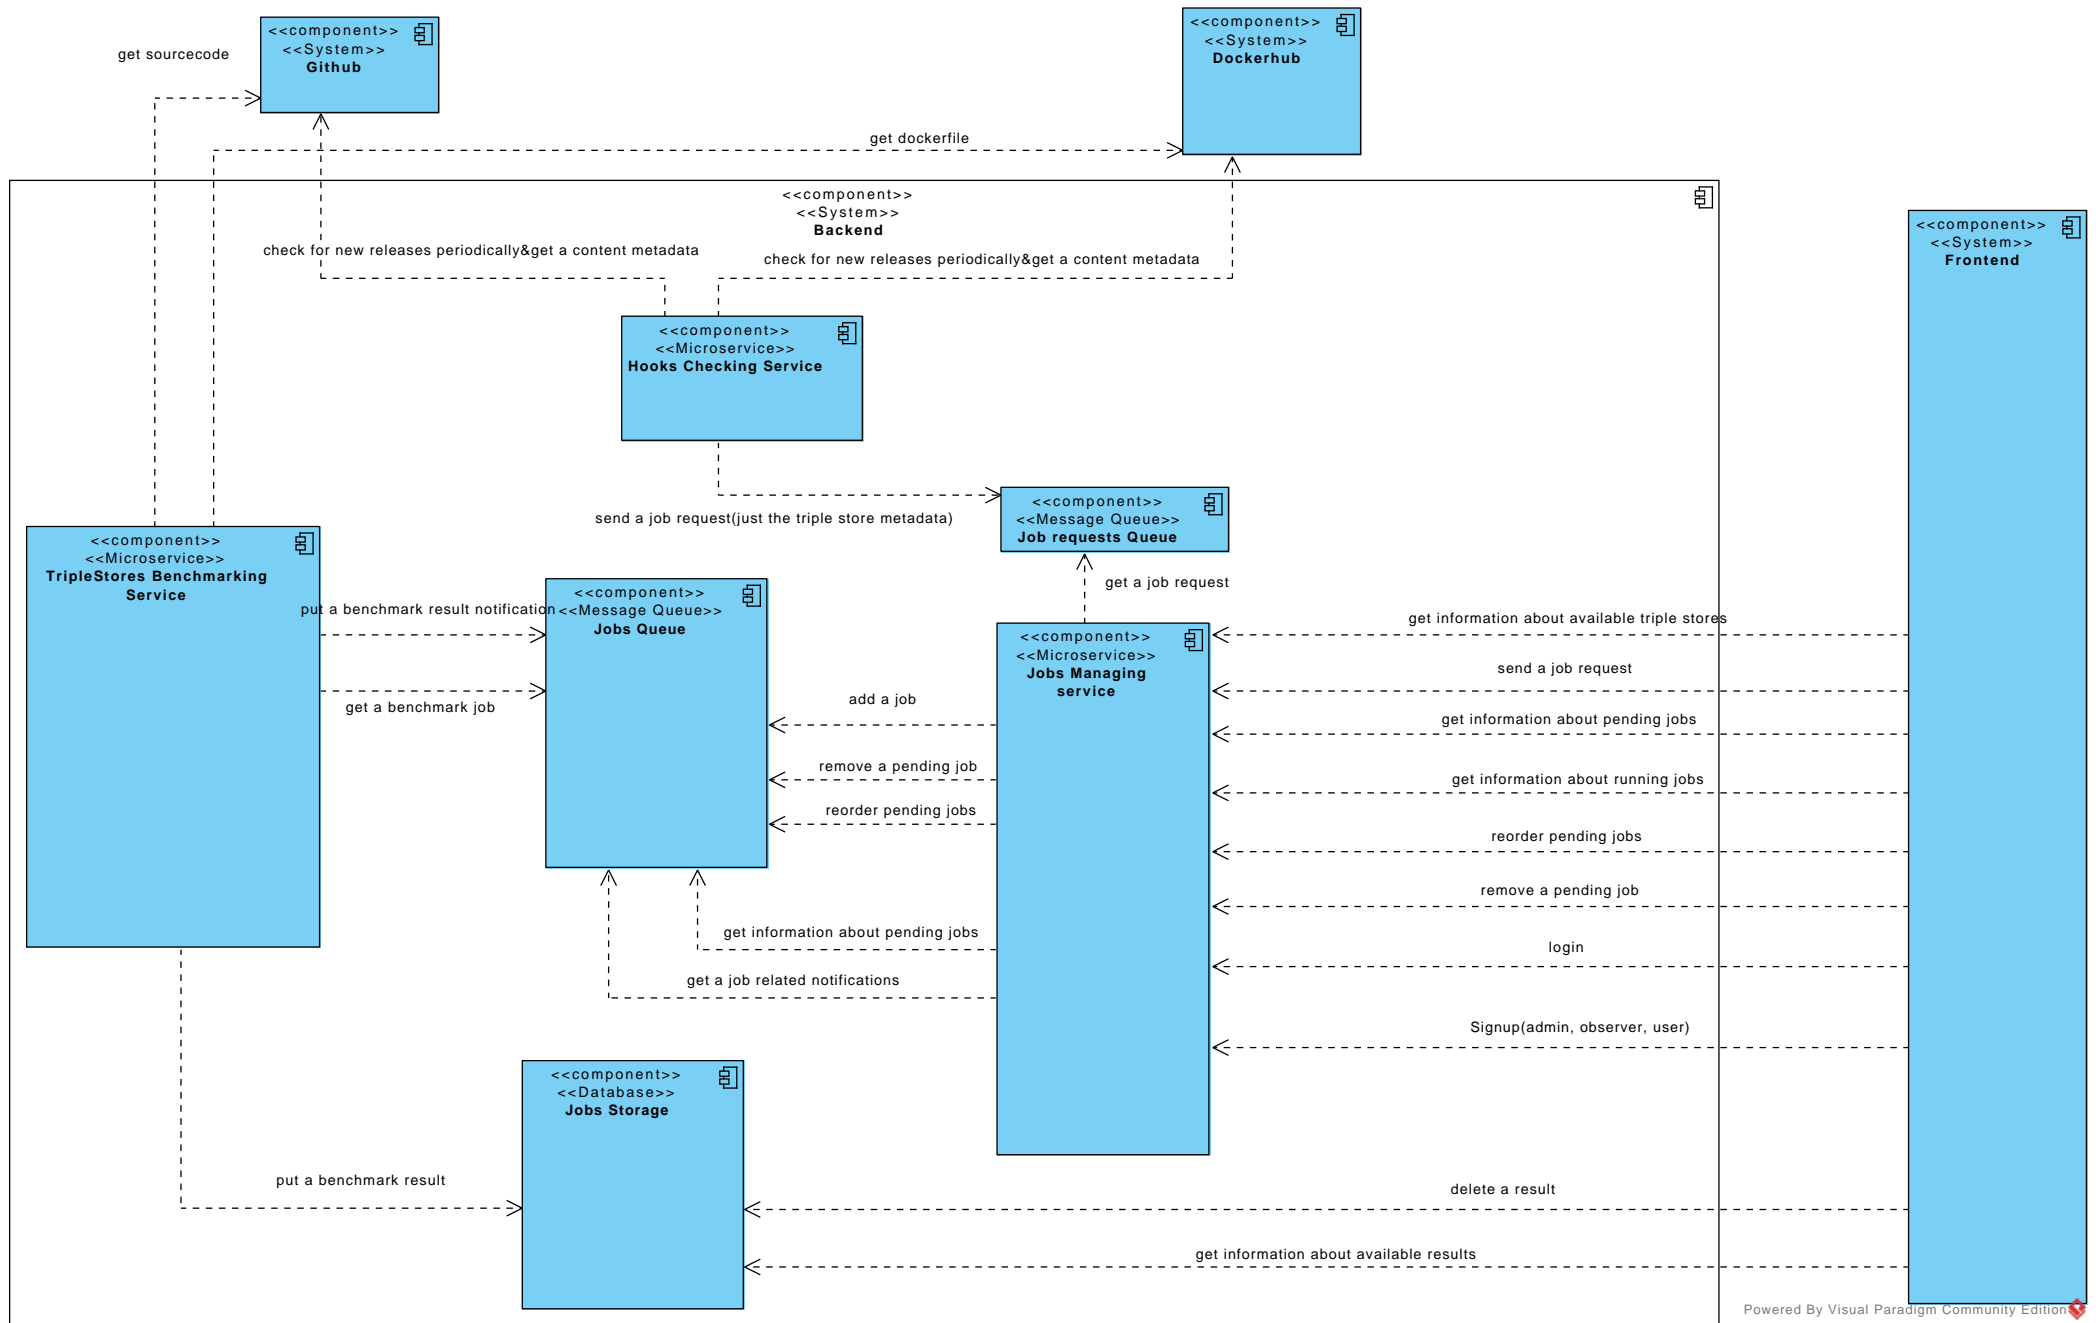 <<component>>
<<System>>
Github
<<component>>
<<System>>
Dockerhub
get sourcecode
get dockerfile
<<component>>
<<System>>
Backend
<<component>>
<<System>>
Frontend
check for new releases periodically&get a content metadata
check for new releases periodically&get a content metadata
<<component>>
<<Microservice>>
Hooks Checking Service
send a job request(just the triple store metadata)
<<component>>
<<Message Queue>>
Job requests Queue
get a job request
<<component>>
<<Microservice>>
TripleStores Benchmarking
Service
put a benchmark result notification
get a benchmark job
<<component>>
<<Message Queue>>
Jobs Queue
<<component>>
<<Microservice>>
Jobs Managing
service
add a job
remove a pending job
reorder pending jobs
get information about pending jobs
get a job related notifications
get information about available triple stores
send a job request
get information about pending jobs
get information about running jobs
reorder pending jobs
remove a pending job
login
Signup(admin, observer, user)
<<component>>
<<Database>>
Jobs Storage
put a benchmark result
delete a result
get information about available results
Powered By Visual Paradigm Community Edition